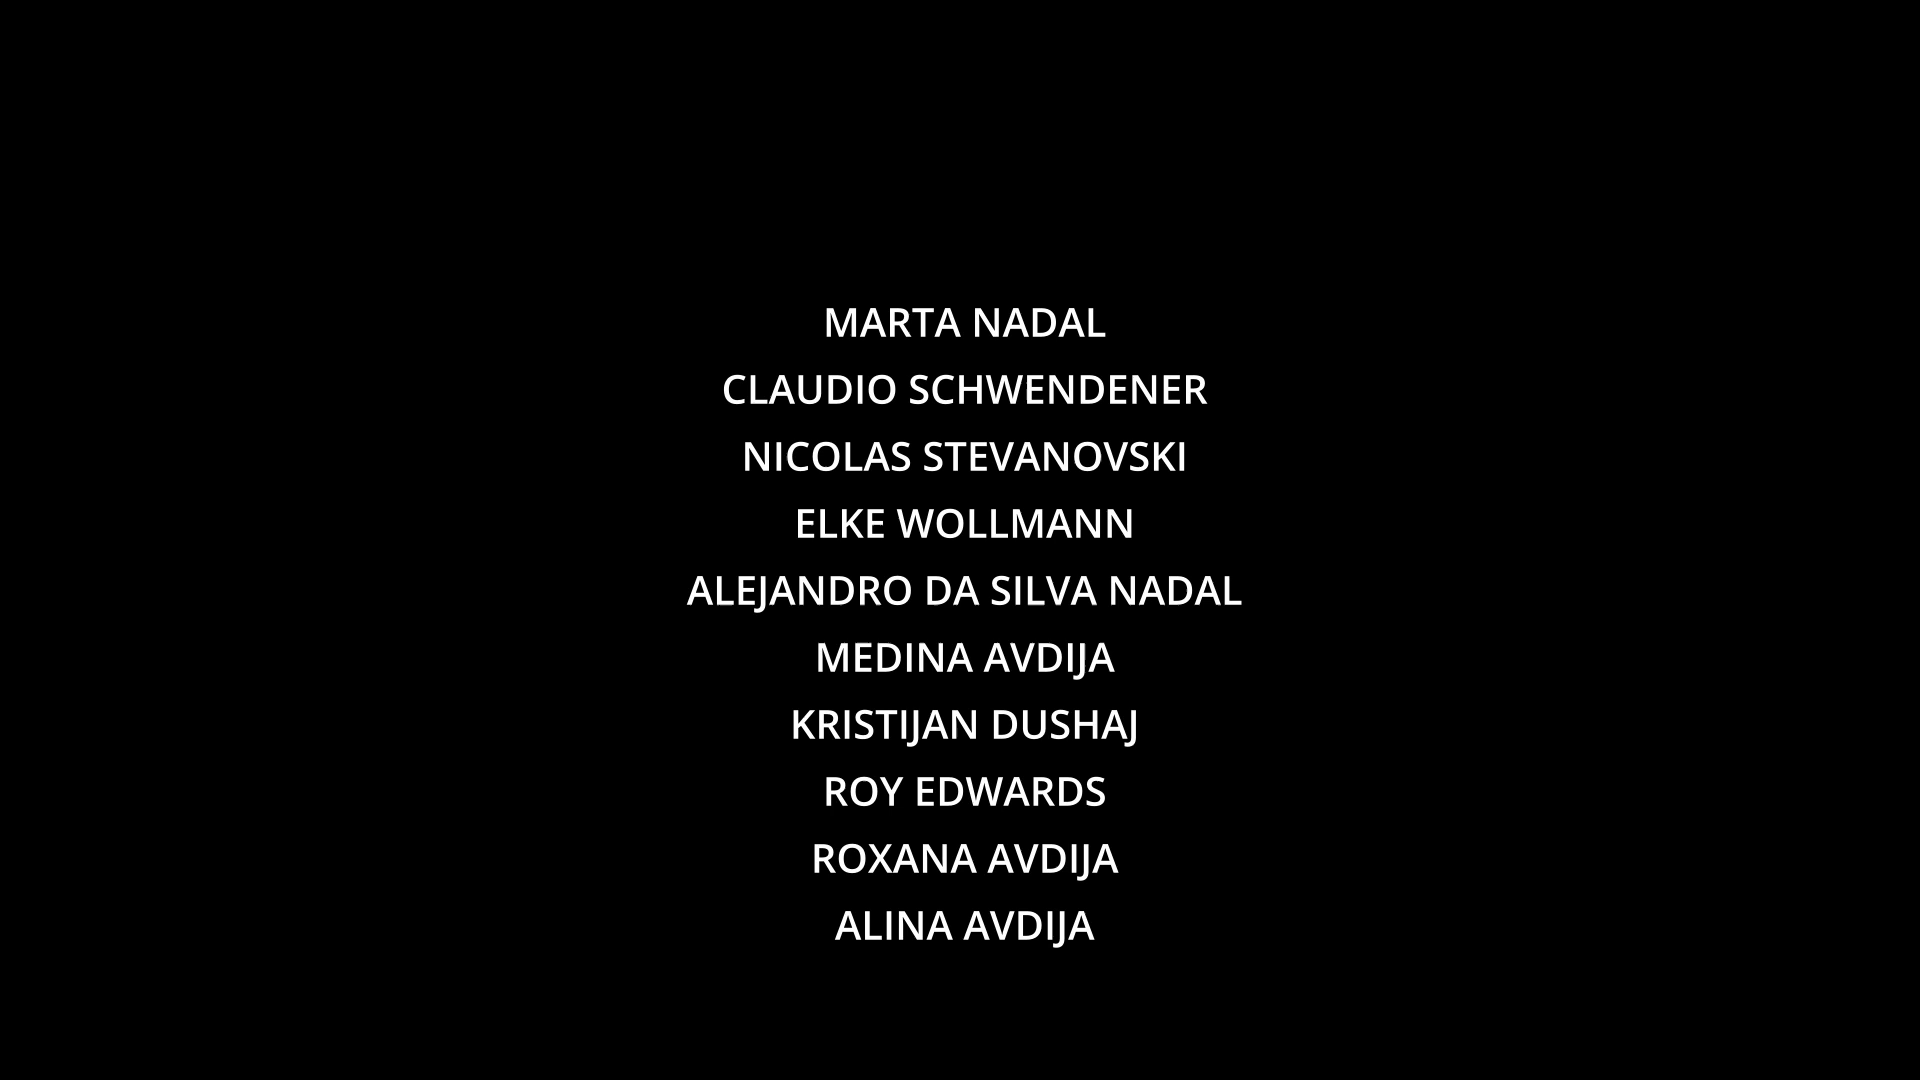 MARTA NADAL
CLAUDIO SCHWENDENER
NICOLAS STEVANOVSKI
ELKE WOLLMANN
ALEJANDRO DA SILVA NADAL
MEDINA AVDIJA
KRISTIJAN DUSHAJ
ROY EDWARDS
ROXANA AVDIJA
ALINA AVDIJA